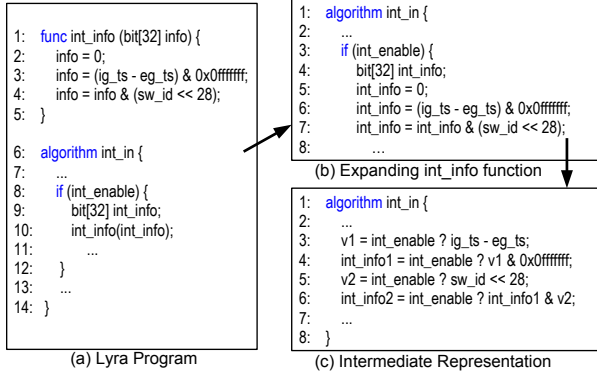 1: func int_info (bit[32] info) {
2: info = 0;
3: info = (ig_ts - eg_ts) & 0x0fffffff;
4: info = info & (sw_id << 28);
5: }
6: algorithm int_in {
7: ...
8: if (int_enable) {
9: bit[32] int_info;
10: int_info(int_info);
11: ...
12: }
13: ...
14: }
(a) Lyra Program
1: algorithm int_in {
2: ...
3: if (int_enable) {
4: bit[32] int_info;
5: int_info = 0;
6: int_info = (ig_ts - eg_ts) & 0x0fffffff;
7: int_info = int_info & (sw_id << 28);
8: ...
(b) Expanding int_info function
1: algorithm int_in {
2: ...
3: v1 = int_enable ? ig_ts - eg_ts;
4: int_info1 = int_enable ? v1 & 0x0fffffff;
5: v2 = int_enable ? sw_id << 28;
6: int_info2 = int_enable ? int_info1 & v2;
7: ...
8: }
(c) Intermediate Representation